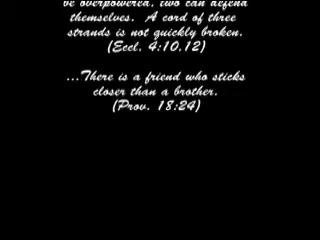 be overpowered, two can defend
themselves. A cord of three
strands is not quickly broken.
(Eccl. 4:10,12)
...There is a friend who sticks
closer than a brother.
(Prov. 18:24)